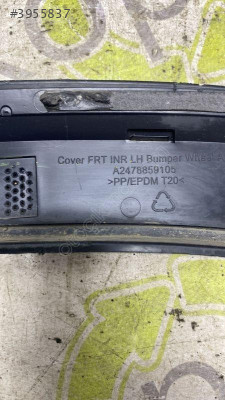 #3955837
Cover FRT INR LH Bumper
A2478859105
>PP/EPDM T20<